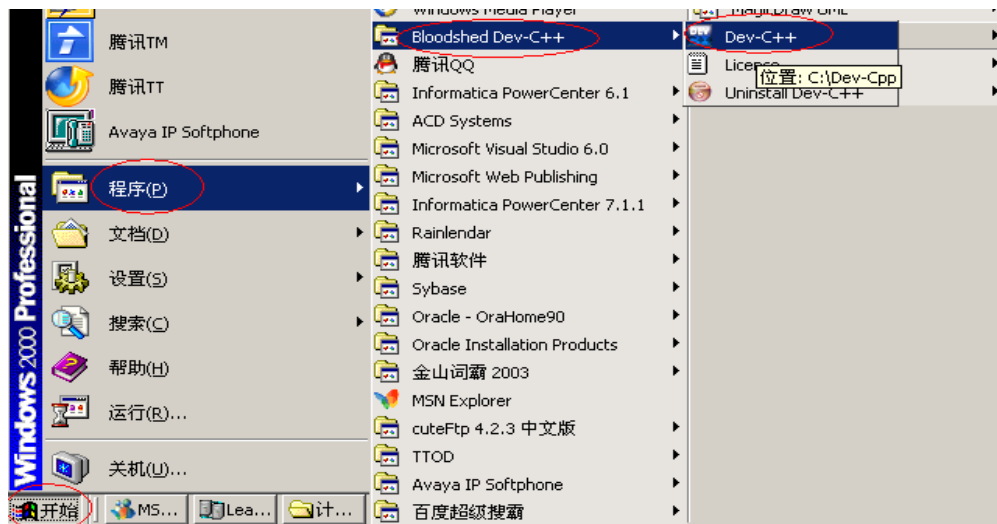 腾讯TM
腾讯TT
Avaya IP Softphone
程序(P)
文档(D)
设置(S)
搜索(C)
帮助(H)
运行(R)...
关机(U)...
Windows 2000 Professional
开始
MS...
Lea...
计...
Windows Media Player
Bloodshed Dev-C++
腾讯QQ
Informatica PowerCenter 6.1
ACD Systems
Microsoft Visual Studio 6.0
Microsoft Web Publishing
Informatica PowerCenter 7.1.1
Rainlendar
腾讯软件
Sybase
Oracle - OraHome90
Oracle Installation Products
金山词霸 2003
MSN Explorer
cuteFtp 4.2.3 中文版
TTOD
Avaya IP Softphone
百度超级搜霸
MagicDraw UML
Dev-C++
License
位置: C:\Dev-Cpp
Uninstall Dev-C++